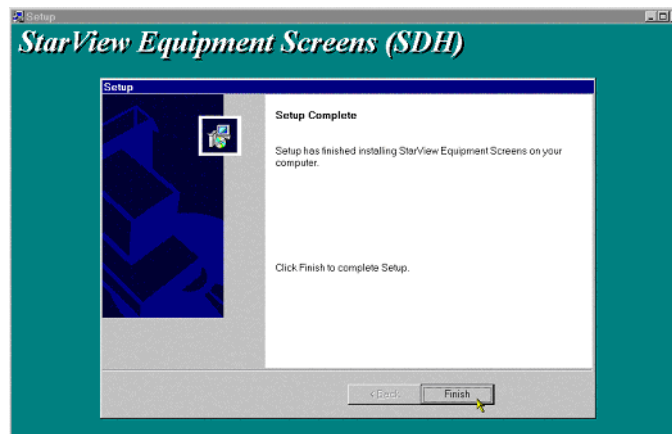 Setup
StarView Equipment Screens (SDH)
Setup
Setup Complete
Setup has finished installing StarView Equipment Screens on your
computer.
Click Finish to complete Setup.
< Back
Finish